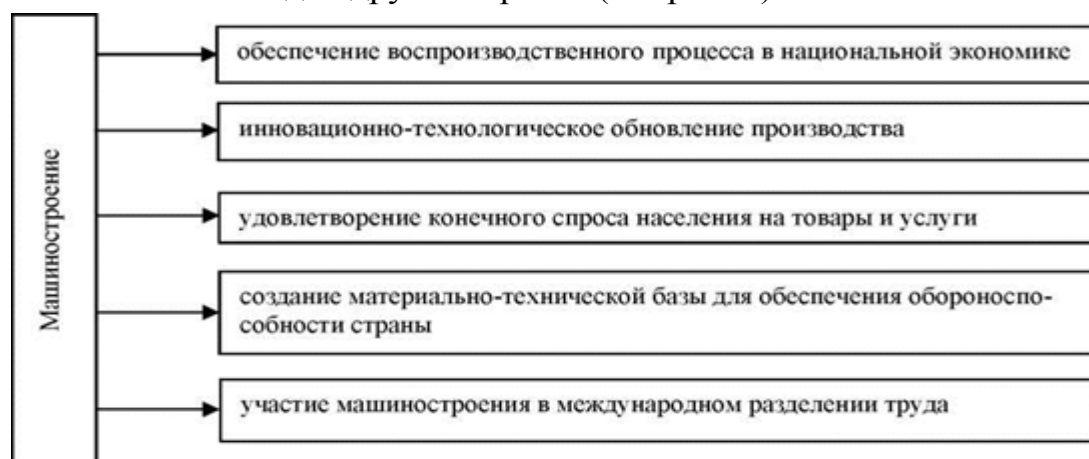 Машиностроение
обеспечение воспроизводственного процесса в национальной экономике
инновационно-технологическое обновление производства
удовлетворение конечного спроса населения на товары и услуги
создание материально-технической базы для обеспечения обороноспо-
собности страны
участие машиностроения в международном разделении труда